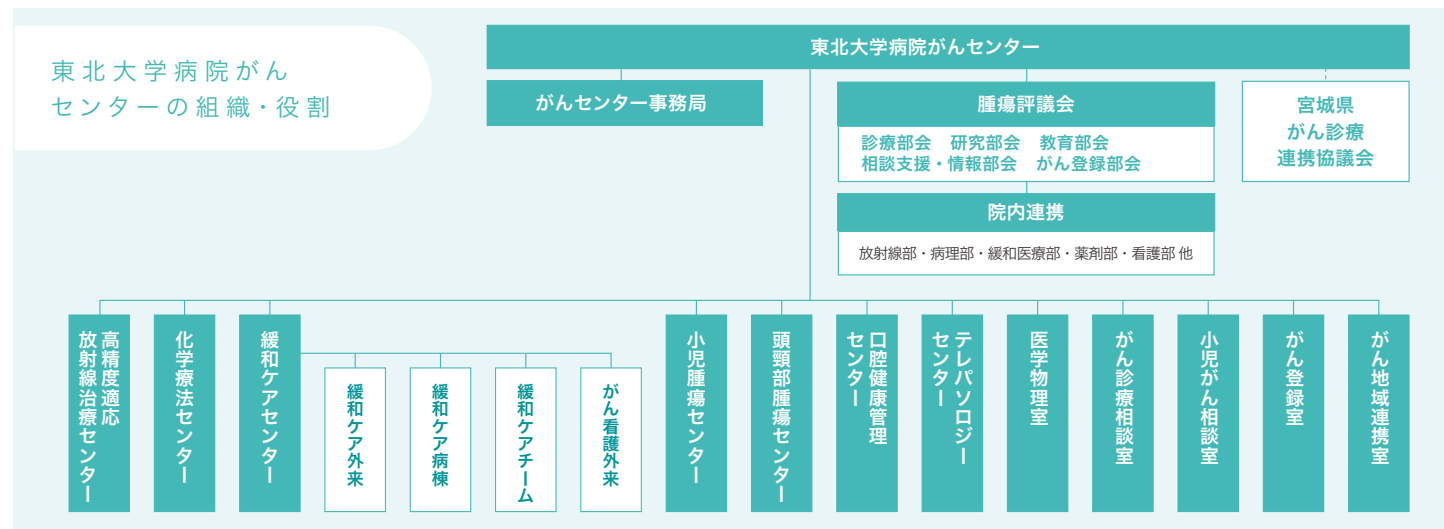 東北大学病院がん
センターの組織・役割
東北大学病院がんセンター
がんセンター事務局
腫瘍評議会
診療部会　研究部会　教育部会
相談支援・情報部会　がん登録部会
宮城県
がん診療
連携協議会
院内連携
放射線部・病理部・緩和医療部・薬剤部・看護部 他
高精度適応
放射線治療センター
化学療法センター
緩和ケアセンター
緩和ケア外来
緩和ケア病棟
緩和ケアチーム
がん看護外来
小児腫瘍センター
頭頸部腫瘍センター
口腔健康管理
センター
テレパソロジー
センター
医学物理室
がん診療相談室
小児がん相談室
がん登録室
がん地域連携室